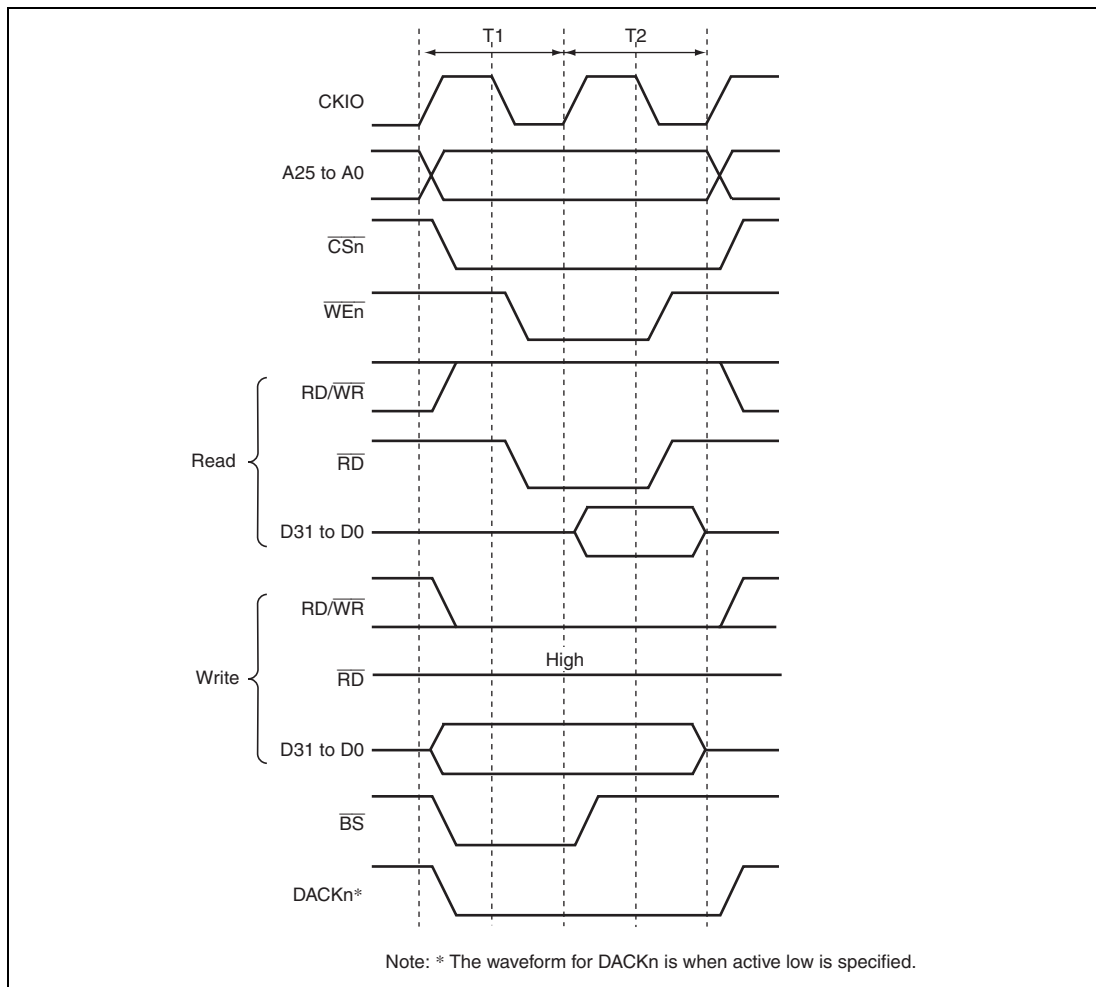 T1 T2
CKIO
A25 to A0
CSn
WEn
Read
RD/WR
RD
D31 to D0
Write
RD/WR
High
RD
D31 to D0
BS
DACKn*
Note: * The waveform for DACKn is when active low is specified.